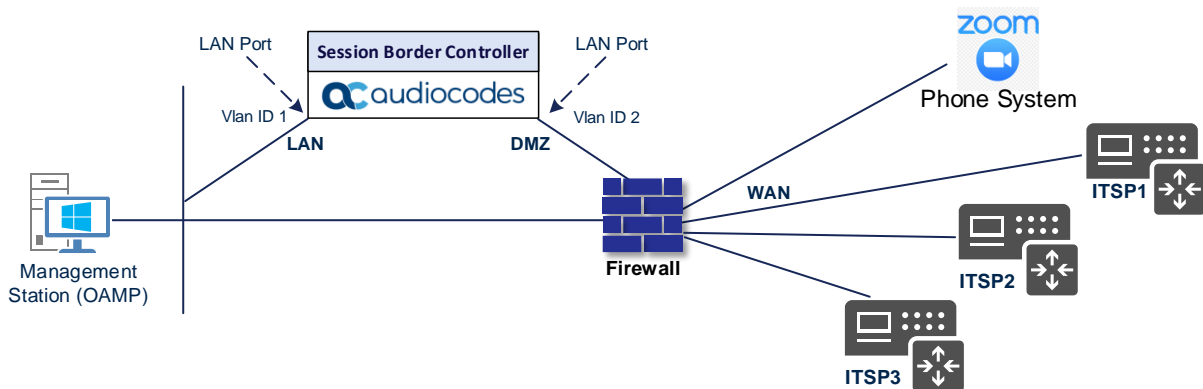 LAN Port
Session Border Controller
LAN Port
zoom
audiocodes
Phone System
Vlan ID 1
Vlan ID 2
LAN
DMZ
WAN
ITSP1
Firewall
Management
Station (OAMP)
ITSP2
ITSP3